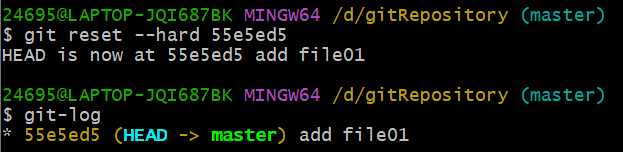 24695@LAPTOP-JQI687BK MINGW64 /d/gitRepository (master)
$ git reset --hard 55e5ed5
HEAD is now at 55e5ed5 add file01
24695@LAPTOP-JQI687BK MINGW64 /d/gitRepository (master)
$ git-log
* 55e5ed5 (HEAD -> master) add file01